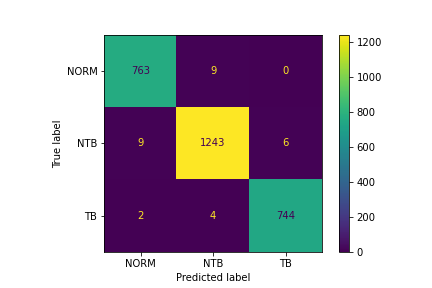 NORM 763 9 0
NTB 9 1243 6
TB 2 4 744
NORM NTB TB
Predicted label
True label
1200
1000
800
600
400
200
0